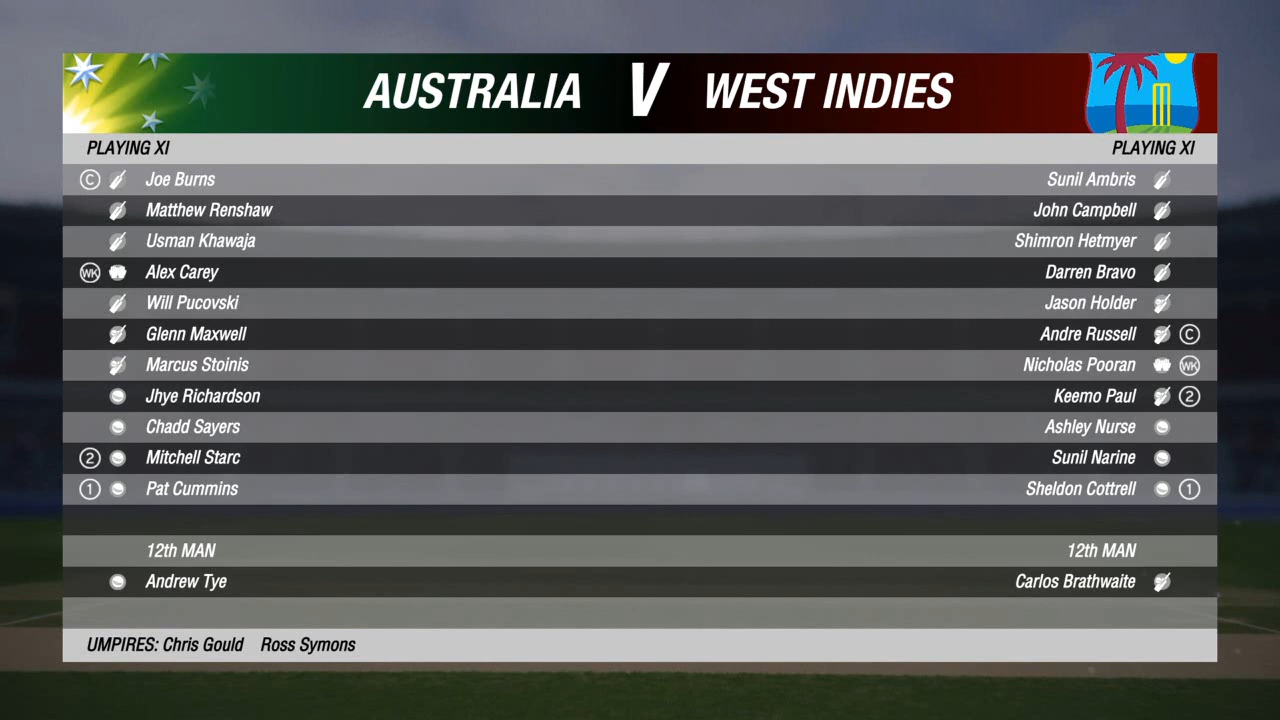 AUSTRALIA V WEST INDIES
PLAYING XI PLAYING XI
C Joe Burns Sunil Ambris
Matthew Renshaw John Campbell
Usman Khawaja Shimron Hetmyer
WK Alex Carey Darren Bravo
Will Pucovski Jason Holder
Glenn Maxwell Andre Russell C
Marcus Stoinis Nicholas Pooran WK
Jhye Richardson Keemo Paul 2
Chadd Sayers Ashley Nurse
2 Mitchell Starc Sunil Narine
1 Pat Cummins Sheldon Cottrell 1
12th MAN 12th MAN
Andrew Tye Carlos Brathwaite
UMPIRES: Chris Gould Ross Symons